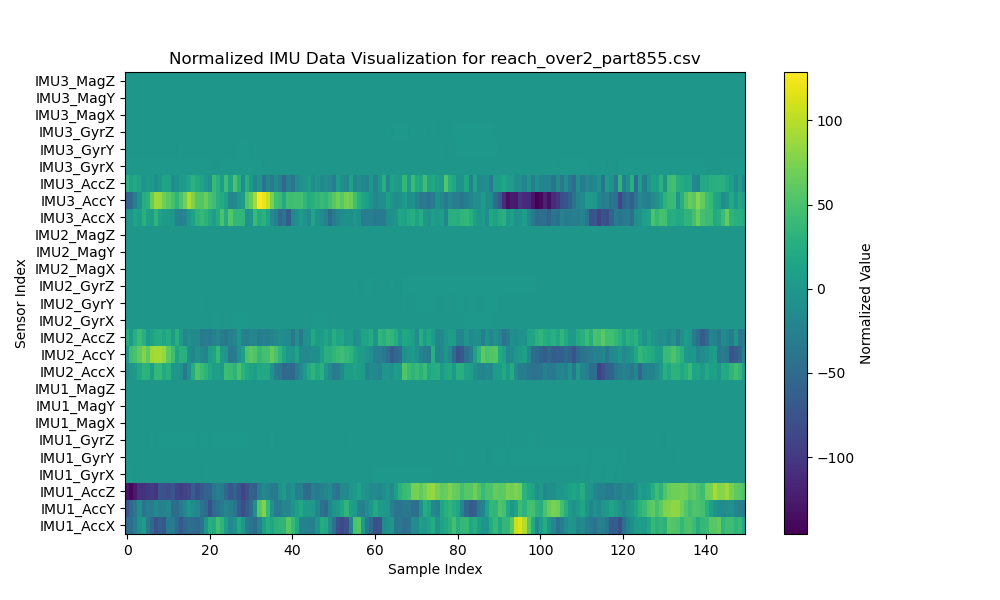 Normalized IMU Data Visualization for reach_over2_part855.csv
Sensor Index
IMU3_MagZ
IMU3_MagY
IMU3_MagX
IMU3_GyrZ
IMU3_GyrY
IMU3_GyrX
IMU3_AccZ
IMU3_AccY
IMU3_AccX
IMU2_MagZ
IMU2_MagY
IMU2_MagX
IMU2_GyrZ
IMU2_GyrY
IMU2_GyrX
IMU2_AccZ
IMU2_AccY
IMU2_AccX
IMU1_MagZ
IMU1_MagY
IMU1_MagX
IMU1_GyrZ
IMU1_GyrY
IMU1_GyrX
IMU1_AccZ
IMU1_AccY
IMU1_AccX
0 20 40 60 80 100 120 140
Sample Index
100
50
0
−50
−100
Normalized Value